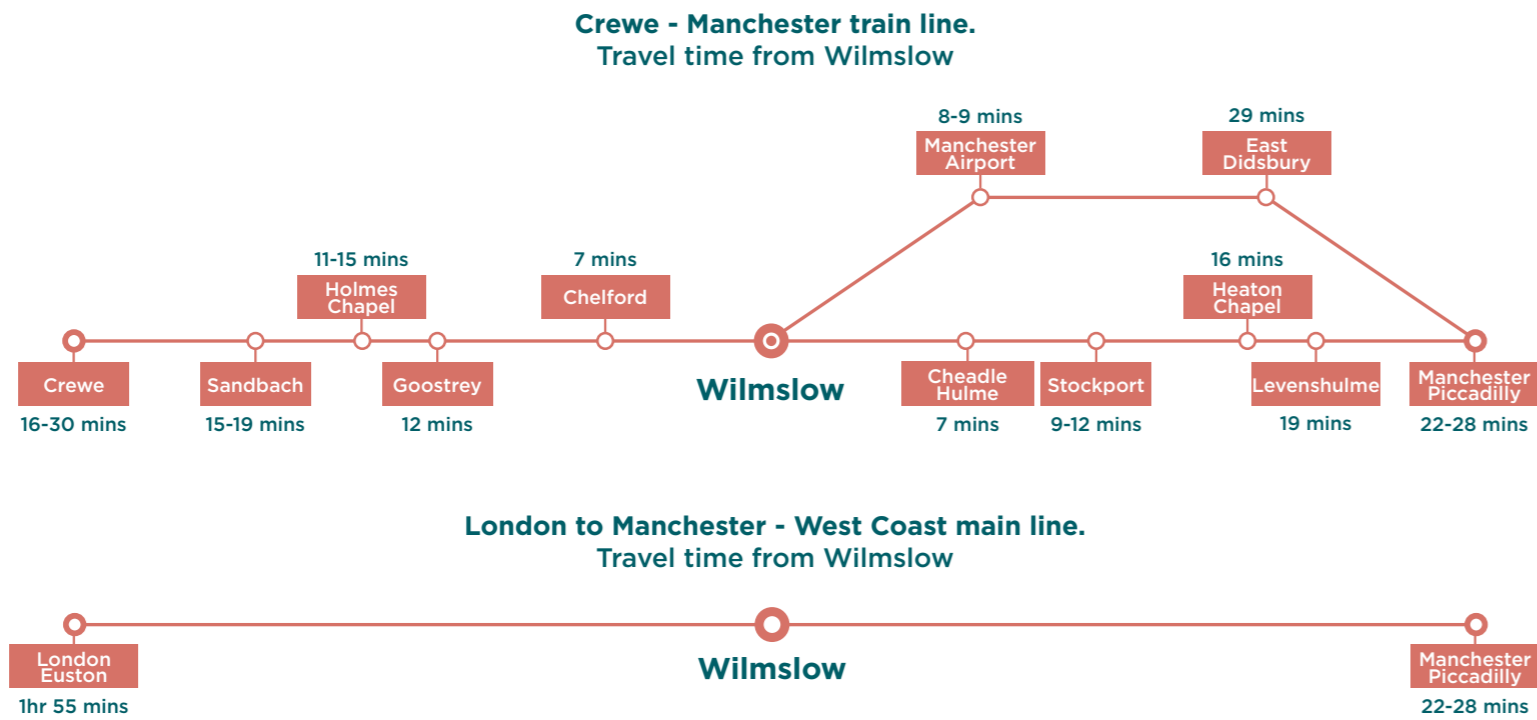 Crewe - Manchester train line.
Travel time from Wilmslow
8-9 mins
Manchester
Airport
29 mins
East
Didsbury
11-15 mins
Holmes
Chapel
7 mins
Chelford
16 mins
Heaton
Chapel
Crewe
16-30 mins
Sandbach
15-19 mins
Goostrey
12 mins
Wilmslow
Cheadle
Hulme
7 mins
Stockport
9-12 mins
Levenshulme
19 mins
Manchester
Piccadilly
22-28 mins
London to Manchester - West Coast main line.
Travel time from Wilmslow
London
Euston
1hr 55 mins
Wilmslow
Manchester
Piccadilly
22-28 mins